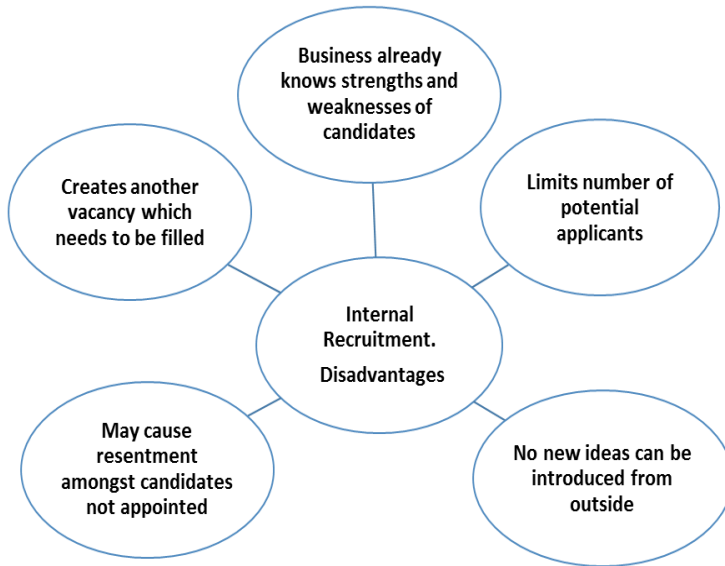 Business already
knows strengths and
weaknesses of
candidates
Creates another
vacancy which
needs to be filled
Limits number of
potential
applicants
Internal
Recruitment.
Disadvantages
May cause
resentment
amongst candidates
not appointed
No new ideas can be
introduced from
outside